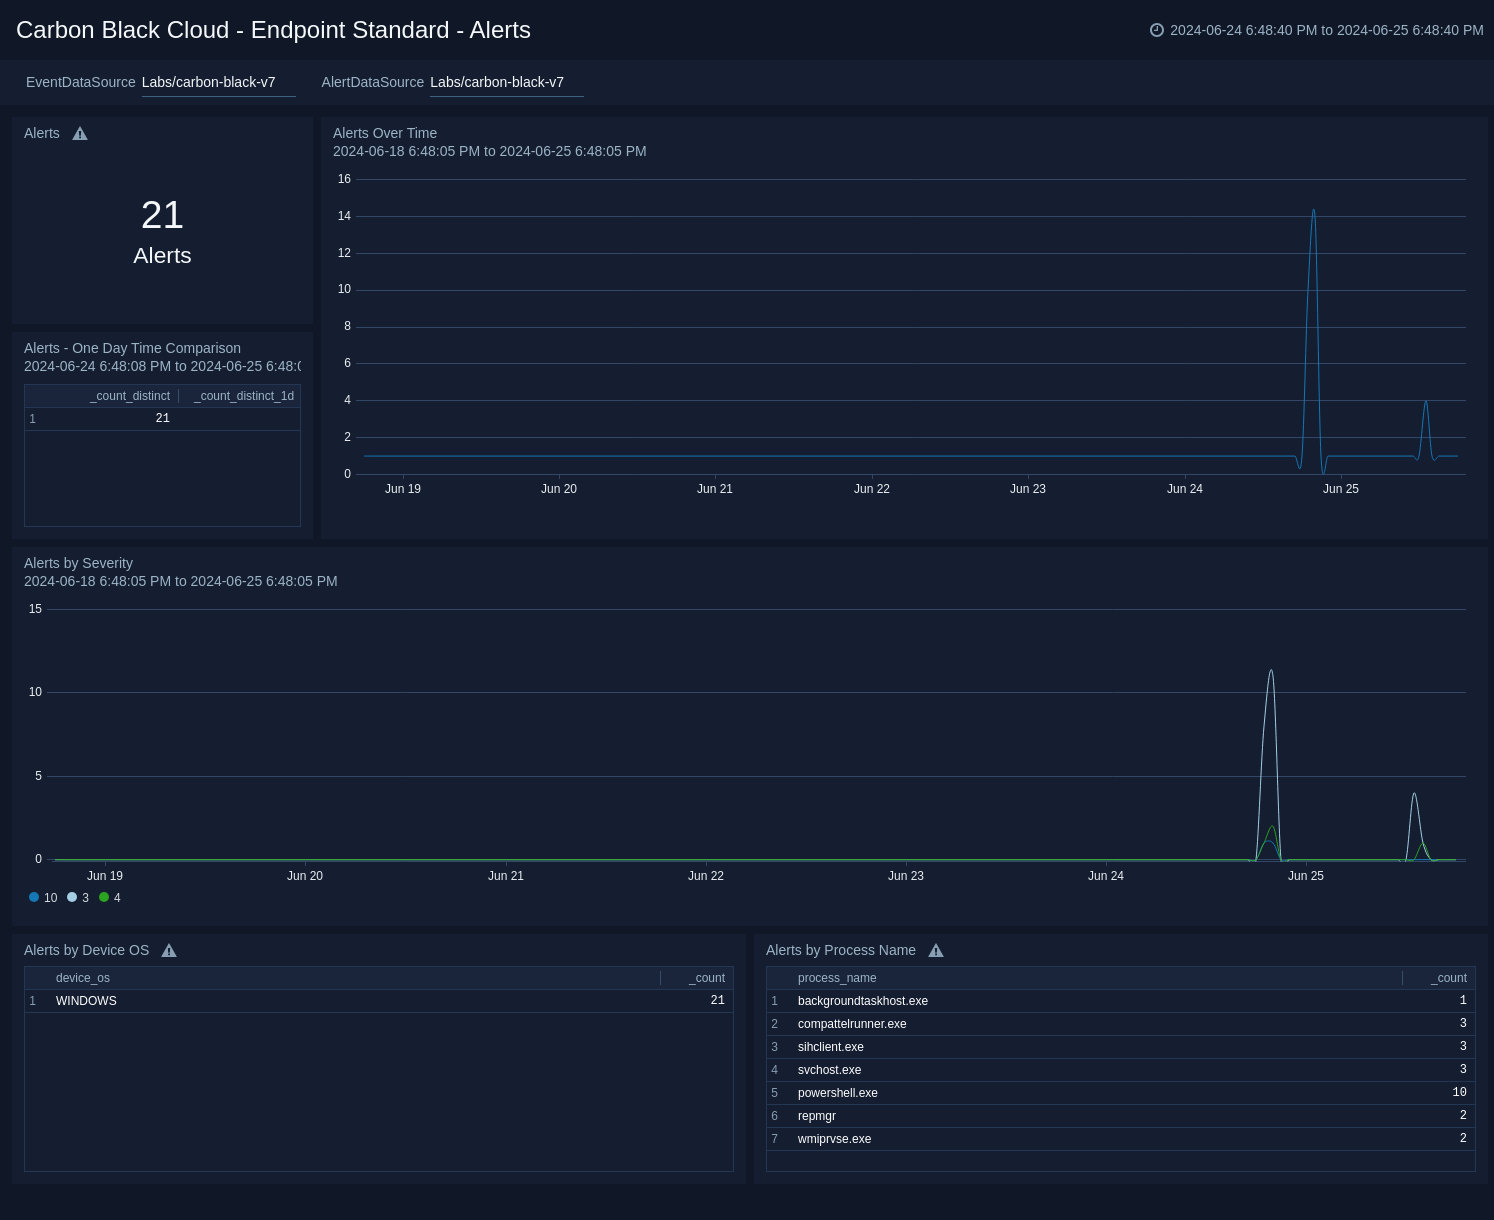 Carbon Black Cloud - Endpoint Standard - Alerts
2024-06-24 6:48:40 PM to 2024-06-25 6:48:40 PM
EventDataSource Labs/carbon-black-v7 AlertDataSource Labs/carbon-black-v7
Alerts
21
Alerts
Alerts - One Day Time Comparison
2024-06-24 6:48:08 PM to 2024-06-25 6:48:0
_count_distinct _count_distinct_1d
1 21
Alerts Over Time
2024-06-18 6:48:05 PM to 2024-06-25 6:48:05 PM
16
14
12
10
8
6
4
2
0
Jun 19 Jun 20 Jun 21 Jun 22 Jun 23 Jun 24 Jun 25
Alerts by Severity
2024-06-18 6:48:05 PM to 2024-06-25 6:48:05 PM
15
10
5
0
Jun 19 Jun 20 Jun 21 Jun 22 Jun 23 Jun 24 Jun 25
10 3 4
Alerts by Device OS
device_os _count
1 WINDOWS 21
Alerts by Process Name
process_name _count
1 backgroundtaskhost.exe 1
2 compattelrunner.exe 3
3 sihclient.exe 3
4 svchost.exe 3
5 powershell.exe 10
6 repmgr 2
7 wmiprvse.exe 2